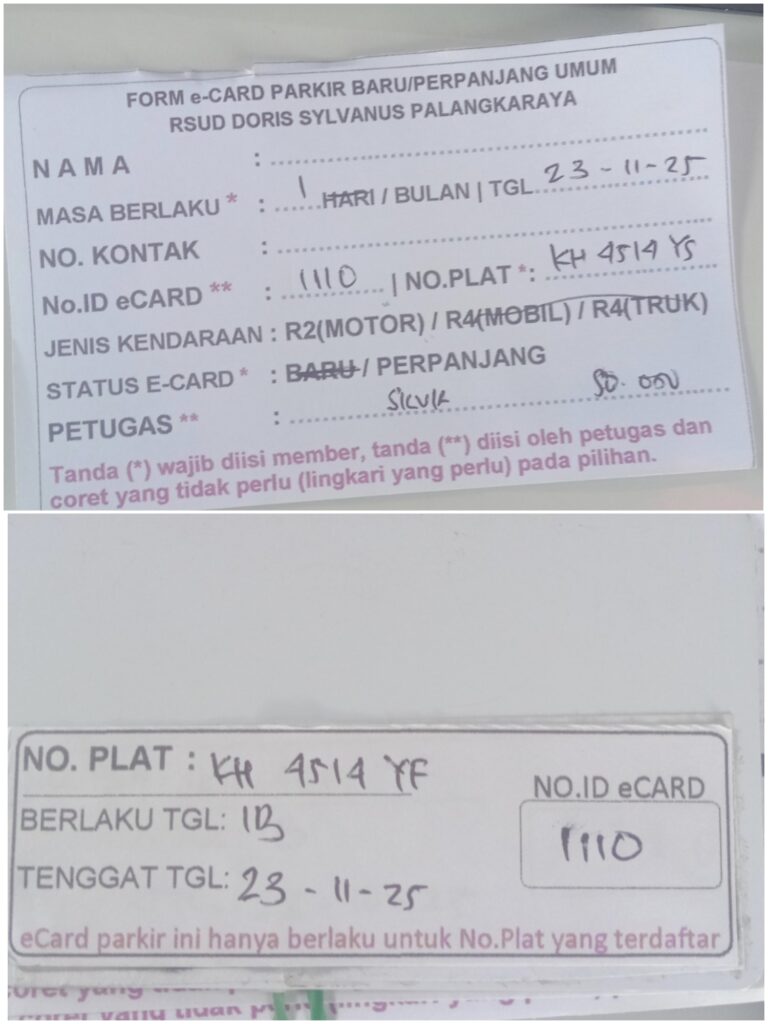 FORM e-CARD PARKIR BARU/PERPANJANG UMUM
RSUD DORIS SYLVANUS PALANGKARAYA
NAMA :
MASA BERLAKU * : 1 HARI / BULAN | TGL 23 - 11 - 25
NO. KONTAK :
No.ID eCARD ** : 1110 | NO.PLAT *: KH 4514 YS
JENIS KENDARAAN : R2(MOTOR) / R4(MOBIL) / R4(TRUK)
STATUS E-CARD * : BARU / PERPANJANG
PETUGAS ** : 50.000
Tanda (*) wajib diisi member, tanda (**) diisi oleh petugas dan
coret yang tidak perlu (lingkari yang perlu) pada pilihan.
NO. PLAT : KH 4514 YF
NO.ID eCARD
BERLAKU TGL: 1B
1110
TENGGAT TGL: 23 - 11 - 25
eCard parkir ini hanya berlaku untuk No.Plat yang terdaftar